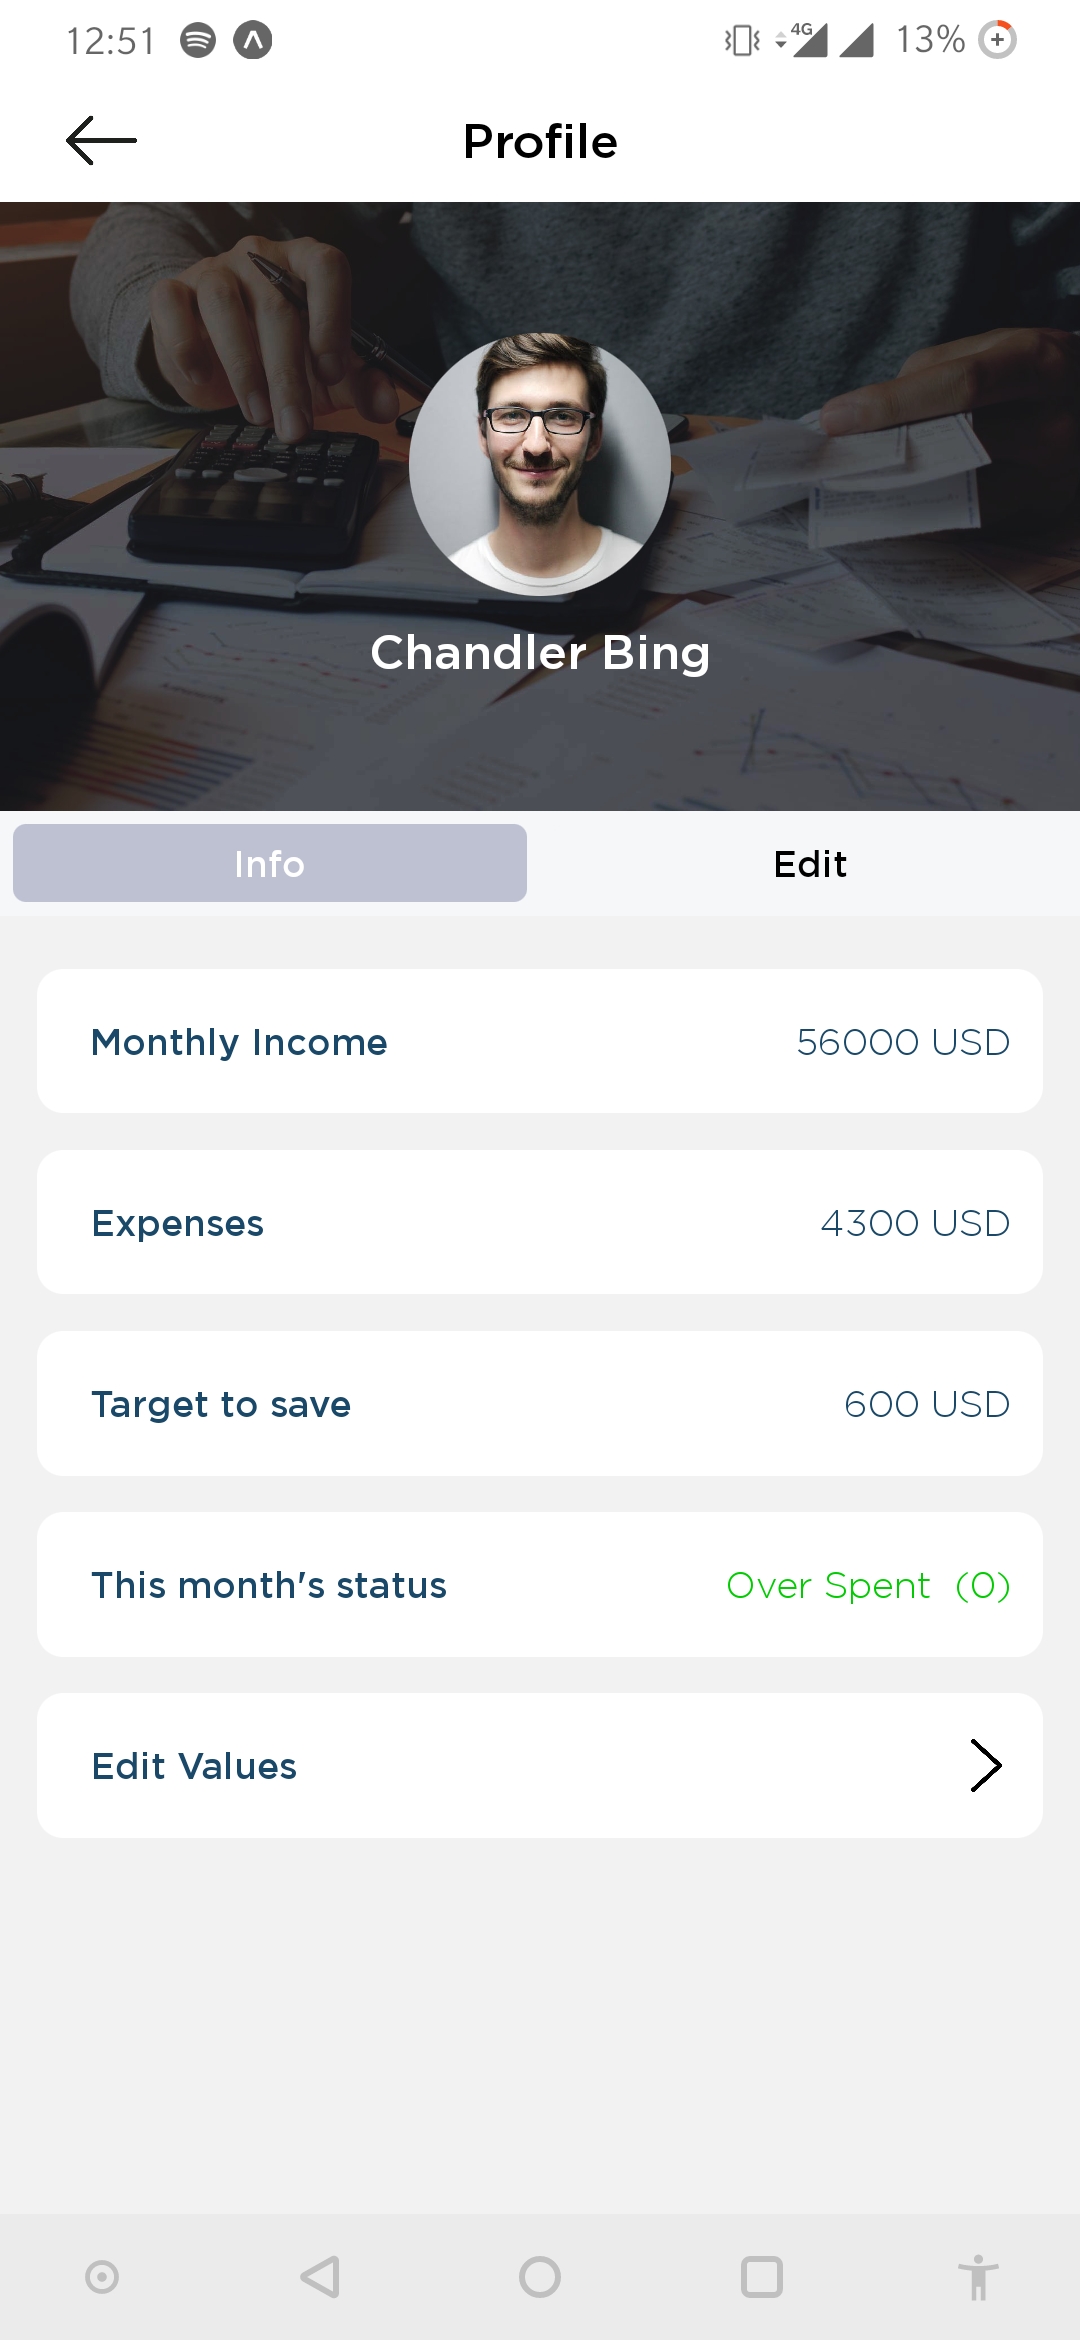 12:51 4G 13%
Profile
Chandler Bing
Info Edit
Monthly Income 56000 USD
Expenses 4300 USD
Target to save 600 USD
This month's status Over Spent (0)
Edit Values